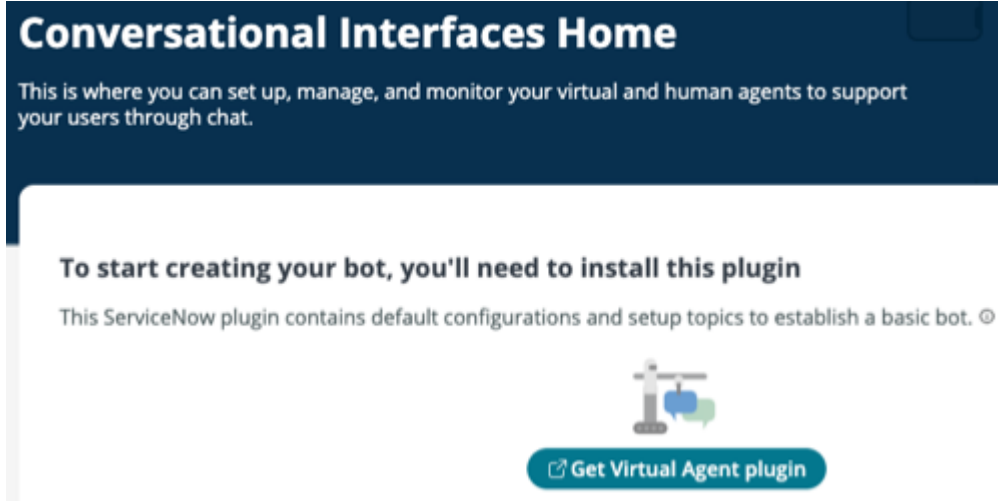 Conversational Interfaces Home
This is where you can set up, manage, and monitor your virtual and human agents to support
your users through chat.
To start creating your bot, you'll need to install this plugin
This ServiceNow plugin contains default configurations and setup topics to establish a basic bot.
Get Virtual Agent plugin